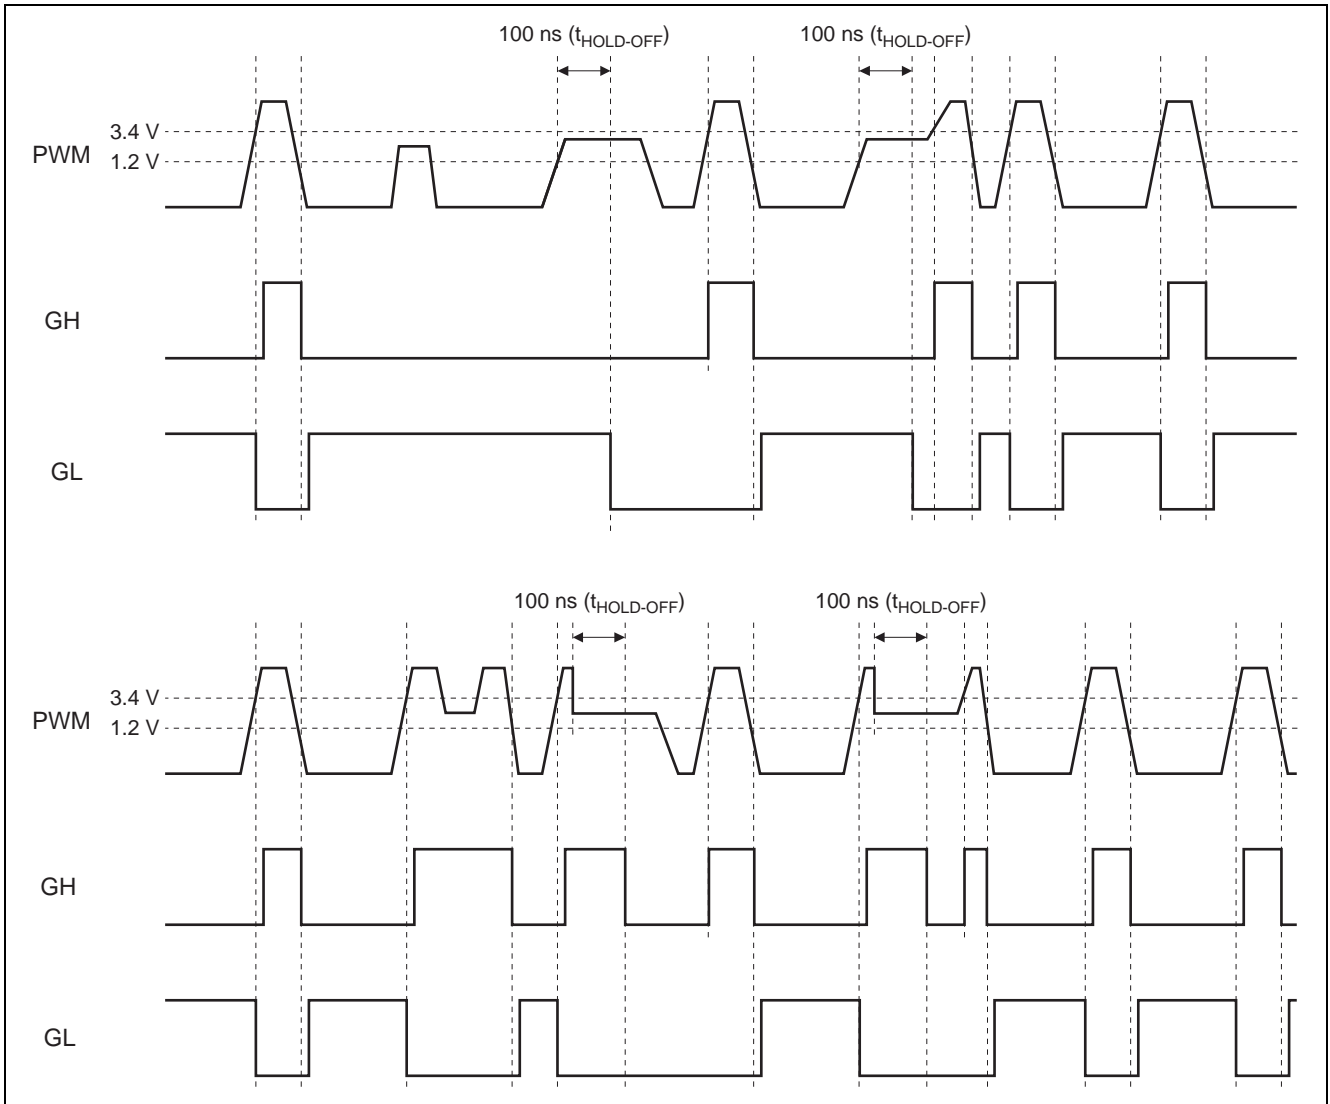 100 ns (tHOLD-OFF) 100 ns (tHOLD-OFF)
3.4 V
PWM
1.2 V
GH
GL
100 ns (tHOLD-OFF) 100 ns (tHOLD-OFF)
3.4 V
PWM
1.2 V
GH
GL